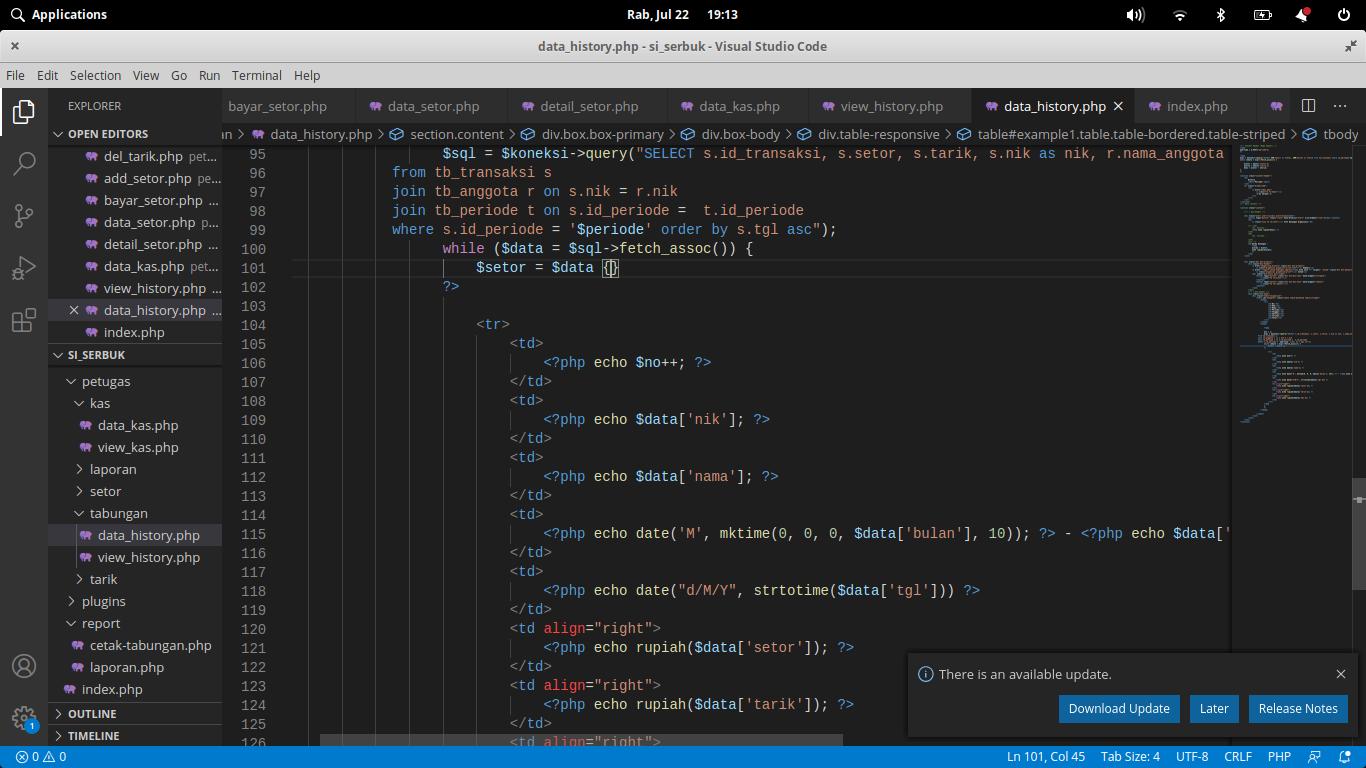 Applications
Rab, Jul 22 19:13
data_history.php - si_serbuk - Visual Studio Code
File Edit Selection View Go Run Terminal Help
EXPLORER
OPEN EDITORS
del_tarik.php pet...
add_setor.php pe...
bayar_setor.php ...
data_setor.php p...
detail_setor.php ...
data_kas.php pet...
view_history.php ...
data_history.php ...
index.php
SI_SERBUK
petugas
kas
data_kas.php
view_kas.php
laporan
setor
tabungan
data_history.php
view_history.php
tarik
plugins
report
cetak-tabungan.php
laporan.php
index.php
OUTLINE
TIMELINE
1
bayar_setor.php data_setor.php detail_setor.php data_kas.php view_history.php data_history.php index.php
an > data_history.php > section.content > div.box.box-primary > div.box-body > div.table-responsive > table#example1.table.table-bordered.table-striped > tbody
95 $sql = $koneksi->query("SELECT s.id_transaksi, s.setor, s.tarik, s.nik as nik, r.nama_anggota
96 from tb_transaksi s
97 join tb_anggota r on s.nik = r.nik
98 join tb_periode t on s.id_periode =  t.id_periode
99 where s.id_periode = '$periode' order by s.tgl asc");
100 while ($data = $sql->fetch_assoc()) {
101 $setor = $data {}
102 ?>
103
104 <tr>
105 <td>
106 <?php echo $no++; ?>
107 </td>
108 <td>
109 <?php echo $data['nik']; ?>
110 </td>
111 <td>
112 <?php echo $data['nama']; ?>
113 </td>
114 <td>
115 <?php echo date('M', mktime(0, 0, 0, $data['bulan'], 10)); ?> - <?php echo $data['
116 </td>
117 <td>
118 <?php echo date("d/M/Y", strtotime($data['tgl'])) ?>
119 </td>
120 <td align="right">
121 <?php echo rupiah($data['setor']); ?>
122 </td>
123 <td align="right">
124 <?php echo rupiah($data['tarik']); ?>
125 </td>
126 <td align="right">
There is an available update.
Download Update Later Release Notes
0 0 Ln 101, Col 45 Tab Size: 4 UTF-8 CRLF PHP